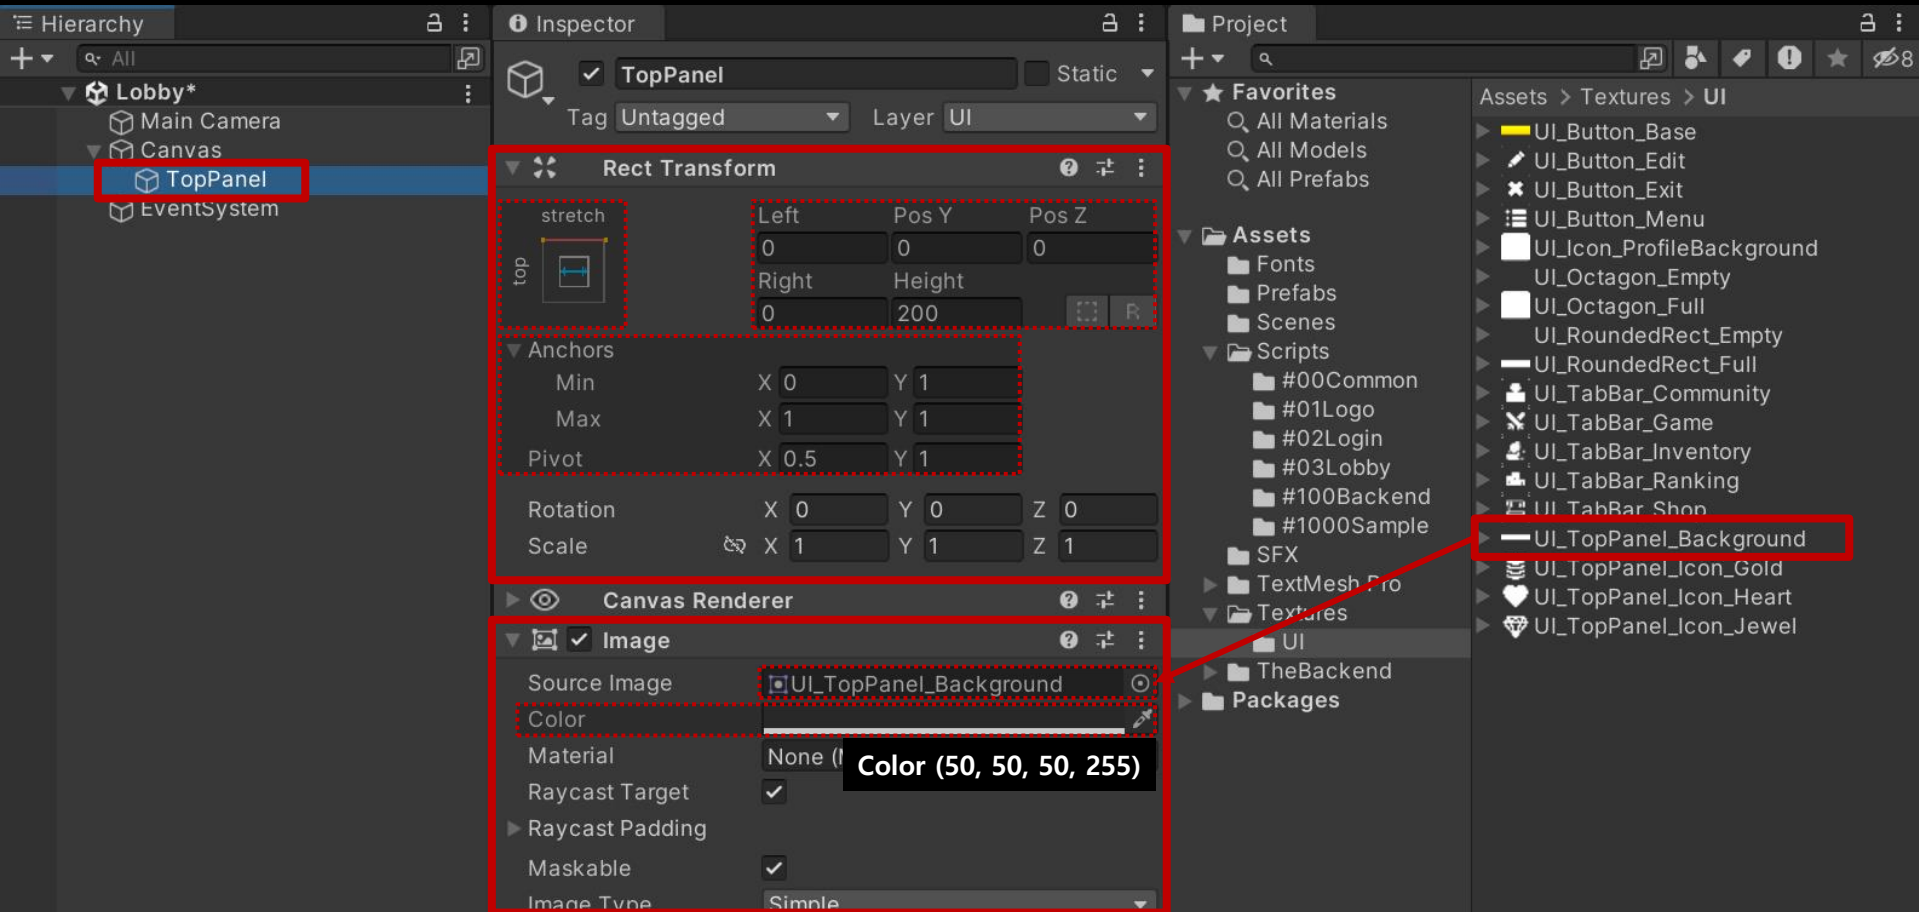 Hierarchy
All
Lobby*
Main Camera
Canvas
TopPanel
EventSystem
Inspector
TopPanel
Static
Tag Untagged
Layer UI
Rect Transform
stretch
top
Left Pos Y Pos Z
0 0 0
Right Height
0 200
R
Anchors
Min X 0 Y 1
Max X 1 Y 1
Pivot X 0.5 Y 1
Rotation X 0 Y 0 Z 0
Scale X 1 Y 1 Z 1
Canvas Renderer
Image
Source Image UI_TopPanel_Background
Color
Material None (
Color (50, 50, 50, 255)
Raycast Target
Raycast Padding
Maskable
Image Type Simple
Project
8
Favorites
All Materials
All Models
All Prefabs
Assets
Fonts
Prefabs
Scenes
Scripts
#00Common
#01Logo
#02Login
#03Lobby
#100Backend
#1000Sample
SFX
TextMesh Pro
Textures
UI
TheBackend
Packages
Assets > Textures > UI
UI_Button_Base
UI_Button_Edit
UI_Button_Exit
UI_Button_Menu
UI_Icon_ProfileBackground
UI_Octagon_Empty
UI_Octagon_Full
UI_RoundedRect_Empty
UI_RoundedRect_Full
UI_TabBar_Community
UI_TabBar_Game
UI_TabBar_Inventory
UI_TabBar_Ranking
UI_TabBar_Shop
UI_TopPanel_Background
UI_TopPanel_Icon_Gold
UI_TopPanel_Icon_Heart
UI_TopPanel_Icon_Jewel